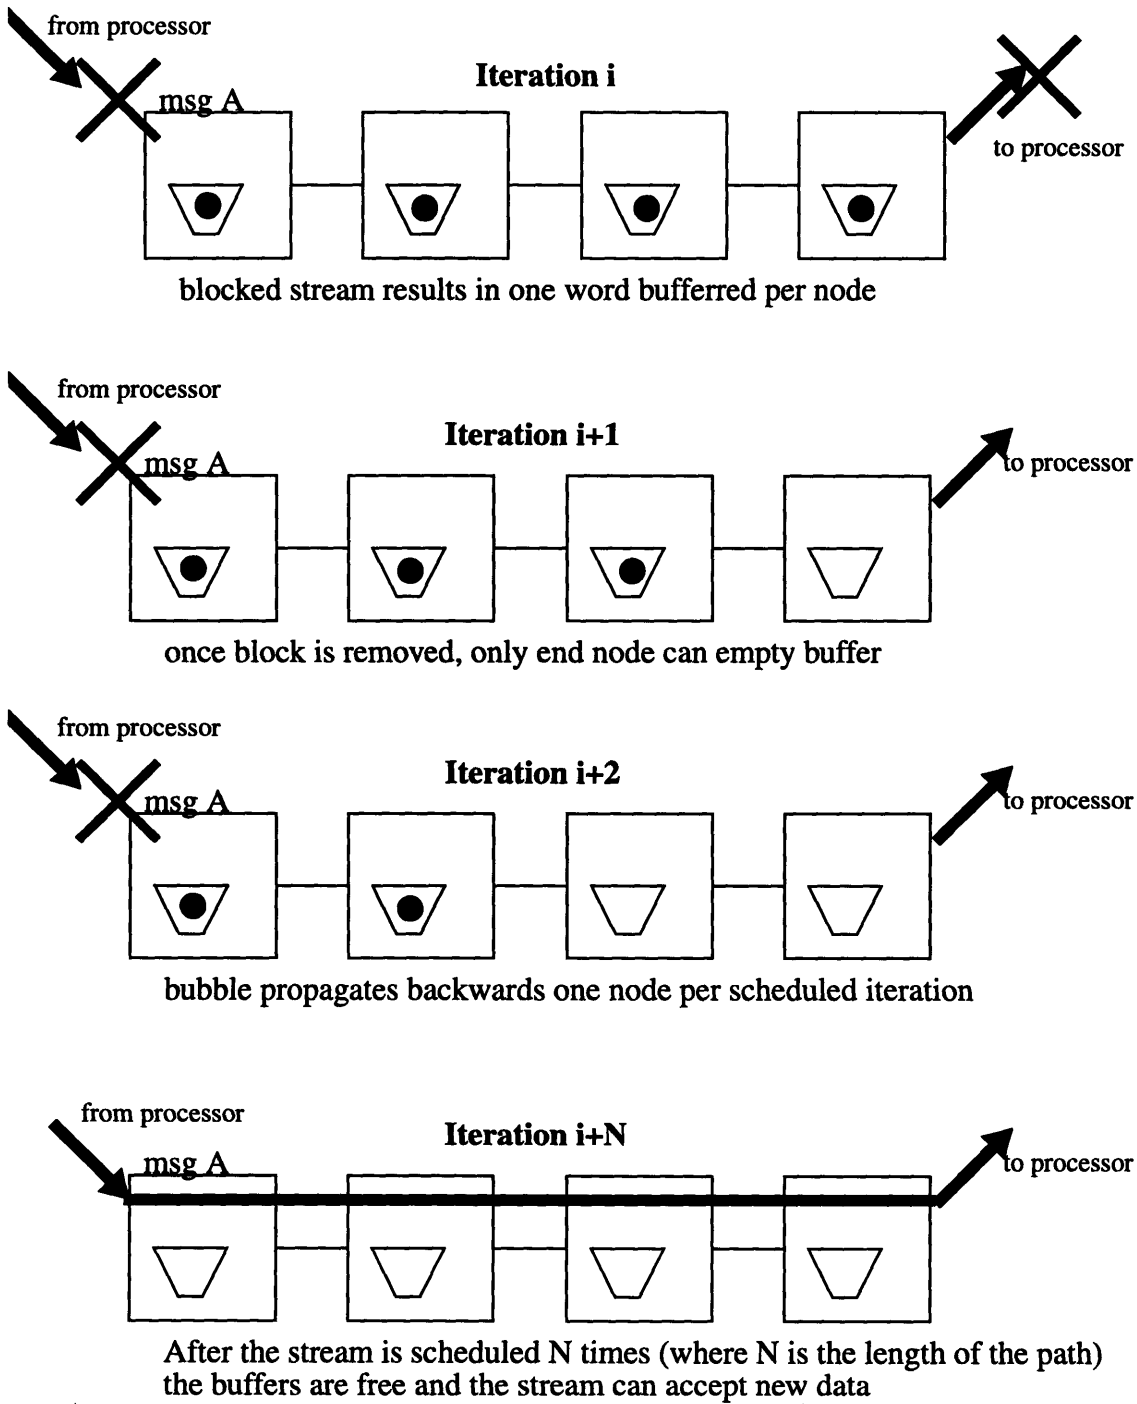 from processor
Iteration i
msg A
to processor
blocked stream results in one word bufferred per node
from processor
Iteration i+1
msg A
to processor
once block is removed, only end node can empty buffer
from processor
Iteration i+2
msg A
to processor
bubble propagates backwards one node per scheduled iteration
from processor
Iteration i+N
msg A
to processor
After the stream is scheduled N times (where N is the length of the path)
the buffers are free and the stream can accept new data